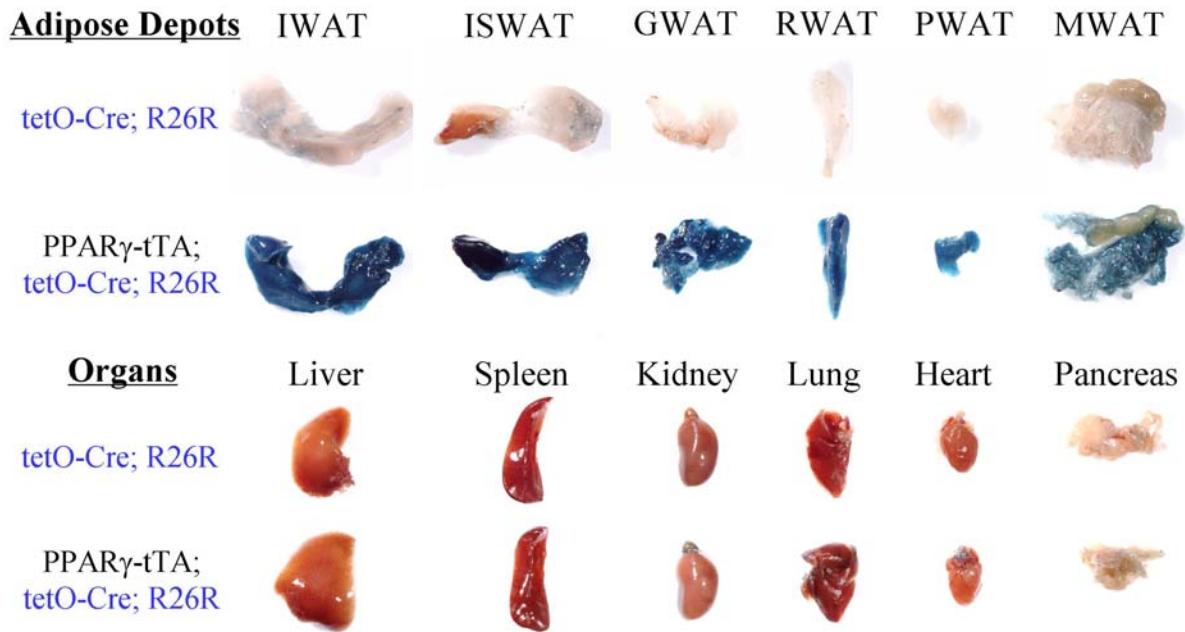 Adipose Depots IWAT ISWAT GWAT RWAT PWAT MWAT
tetO-Cre; R26R
PPARγ-tTA;
tetO-Cre; R26R
Organs Liver Spleen Kidney Lung Heart Pancreas
tetO-Cre; R26R
PPARγ-tTA;
tetO-Cre; R26R